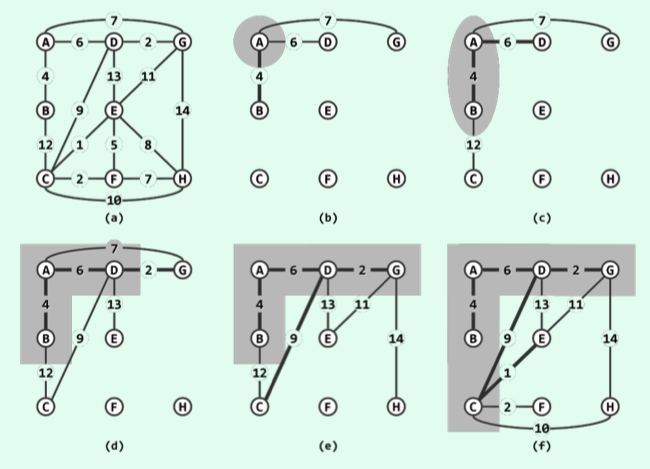 7
A 6 D 2 G
4 13 11
B 9 E 14
12 1 5 8
C 2 F 7 H
10
(a)
7
A 6 D G
4
B E
C F H
(b)
7
A 6 D G
4
B E
12
C F H
(c)
7
A 6 D 2 G
4 13
B 9 E
12
C F H
(d)
A 6 D 2 G
4 13 11
B 9 E 14
12
C F H
(e)
A 6 D 2 G
4 13 11
B 9 E 14
1
C 2 F H
10
(f)